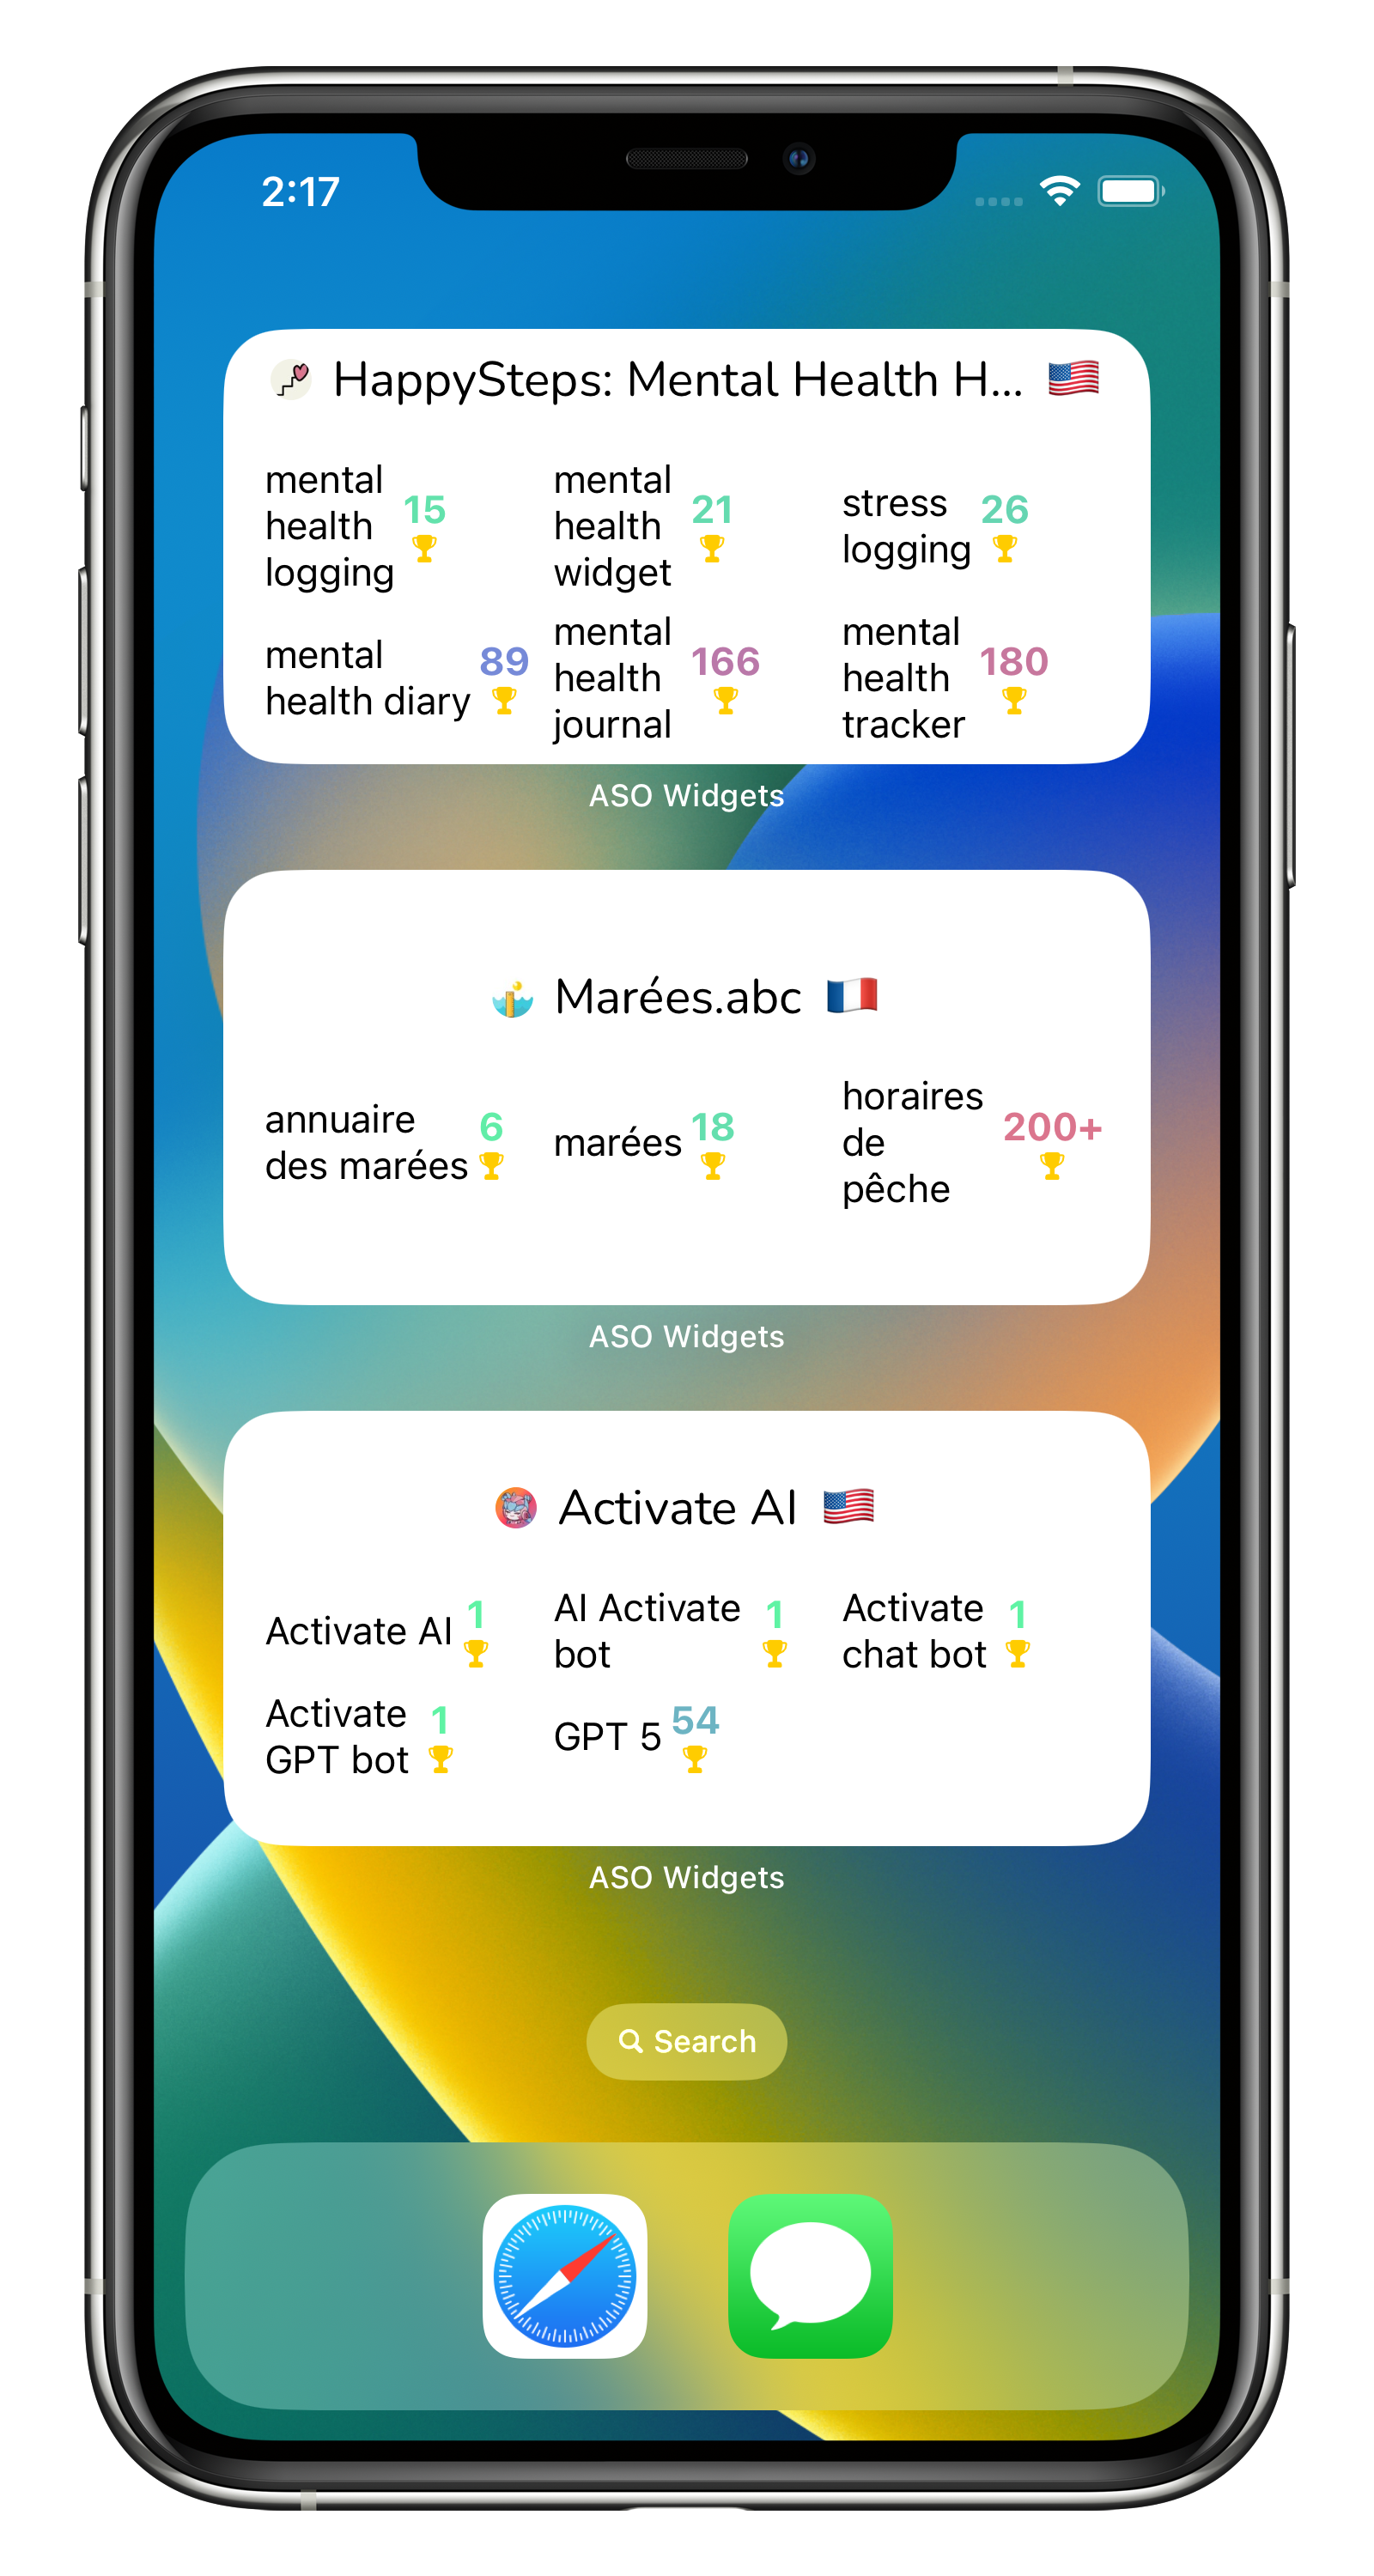 2:17
HappySteps: Mental Health H...
mental health logging 15
mental health widget 21
stress logging 26
mental health diary 89
mental health journal 166
mental health tracker 180
ASO Widgets
Marées.abc
annuaire des marées 6
marées 18
horaires de pêche 200+
ASO Widgets
Activate AI
Activate AI 1
AI Activate bot 1
Activate chat bot 1
Activate GPT bot 1
GPT 5 54
ASO Widgets
Search